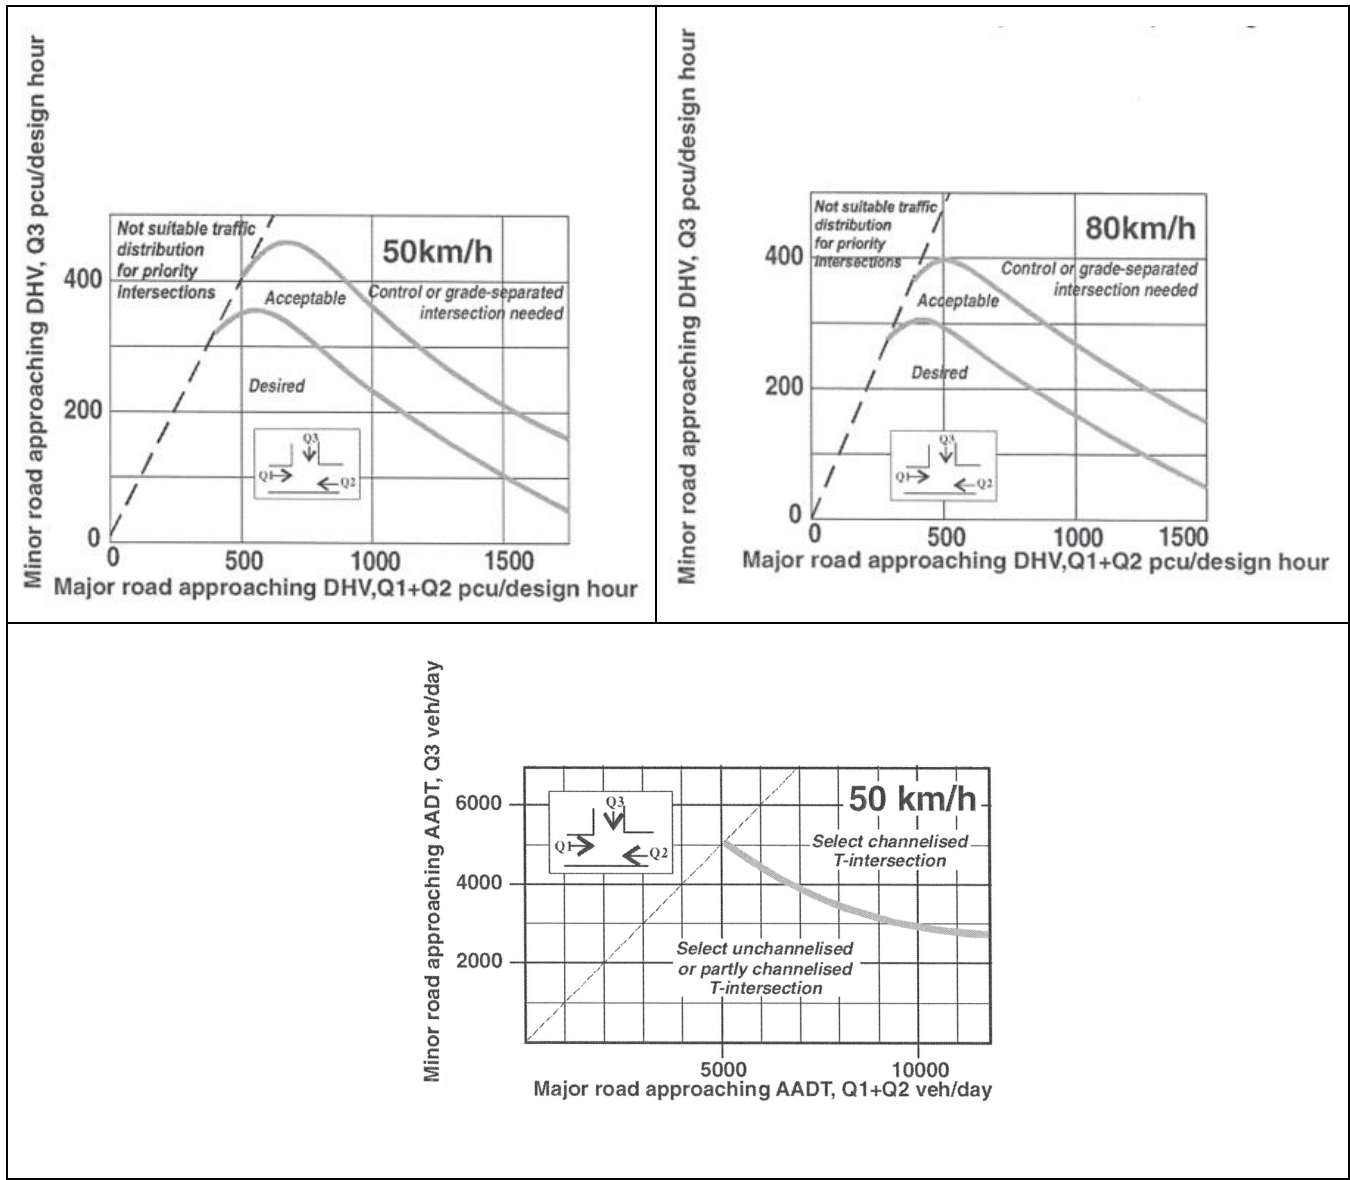 Minor road approaching DHV, Q3 pcu/design hour
Not suitable traffic
distribution
for priority
intersections
50km/h
400
Acceptable
Control or grade-separated
intersection needed
Desired
200
Q3
Q1
Q2
0
0
500
1000
1500
Major road approaching DHV,Q1+Q2 pcu/design hour
Minor road approaching DHV, Q3 pcu/design hour
Not suitable traffic
distribution
for priority
intersections
80km/h
400
Control or grade-separated
intersection needed
Acceptable
Desired
200
Q3
Q1
Q2
0
0
500
1000
1500
Major road approaching DHV,Q1+Q2 pcu/design hour
Minor road approaching AADT, Q3 veh/day
50 km/h
6000
Q3
Q1
Q2
Select channelised
T-intersection
4000
Select unchannelised
or partly channelised
T-intersection
2000
5000
10000
Major road approaching AADT, Q1+Q2 veh/day